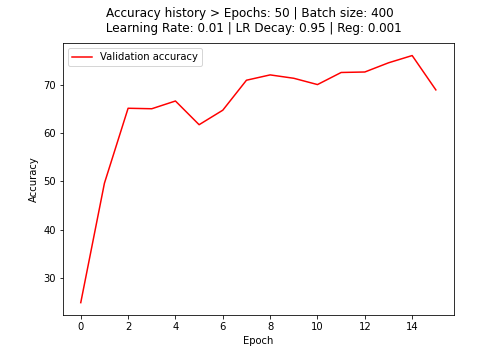 Accuracy history > Epochs: 50 | Batch size: 400
Learning Rate: 0.01 | LR Decay: 0.95 | Reg: 0.001
Validation accuracy
70
60
50
40
30
Accuracy
0 2 4 6 8 10 12 14
Epoch